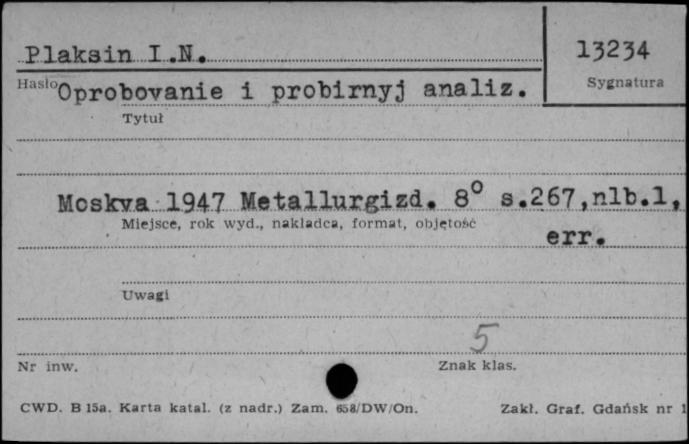 Plaksin I.N.
13234
Hasło
Sygnatura
Oprobovanie i probirnyj analiz.
Tytuł
Moskva 1947 Metallurgizd. 8° s.267,nlb.1,
Miejsce, rok wyd., nakładca, format, objętość
err.
Uwagi
5
Nr inw.
Znak klas.
CWD. B 15a. Karta katal. (z nadr.) Zam. 658/DW/On.
Zakł. Graf. Gdańsk nr 1